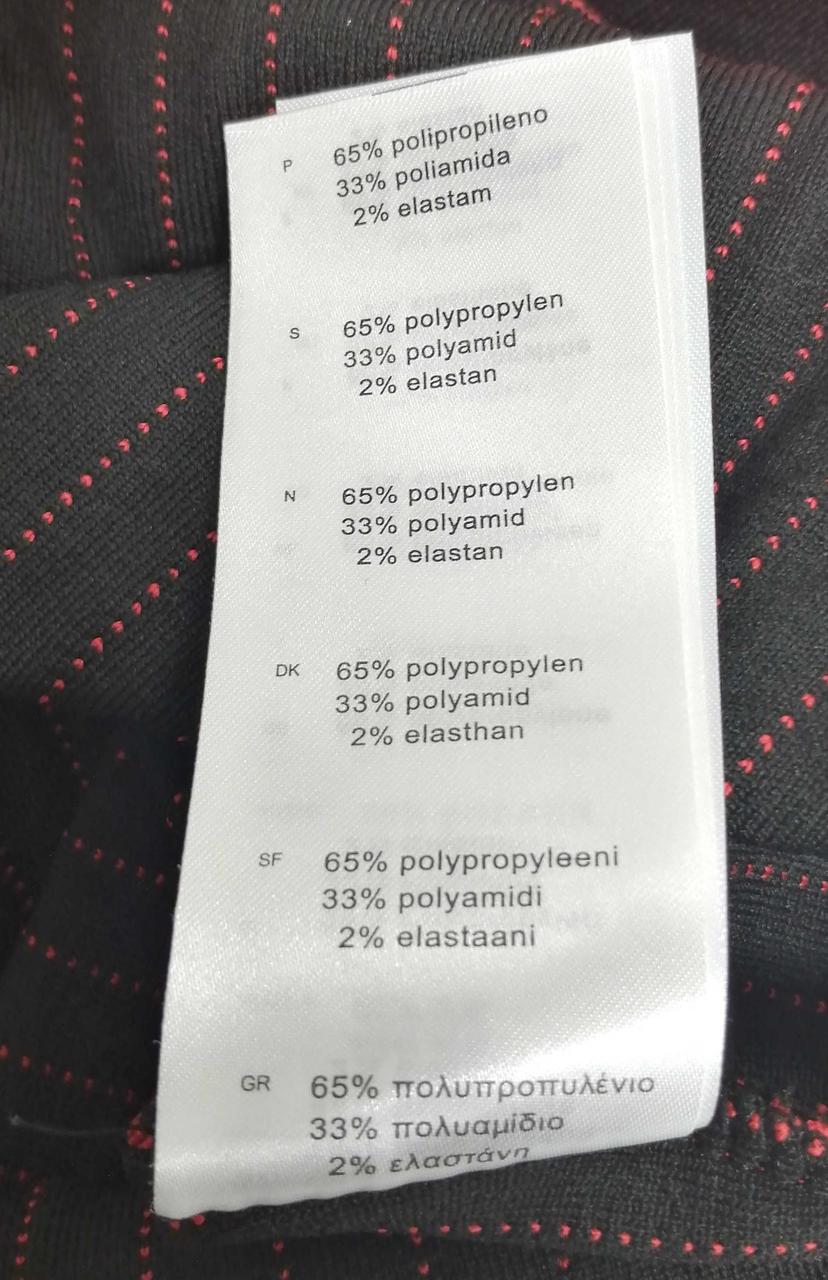 P 65% polipropileno
33% poliamida
2% elastam
S 65% polypropylen
33% polyamid
2% elastan
N 65% polypropylen
33% polyamid
2% elastan
DK 65% polypropylen
33% polyamid
2% elasthan
SF 65% polypropyleeni
33% polyamidi
2% elastaani
GR 65% πολυπροπυλένιο
33% πολυαμίδιο
2% ελαστάνη